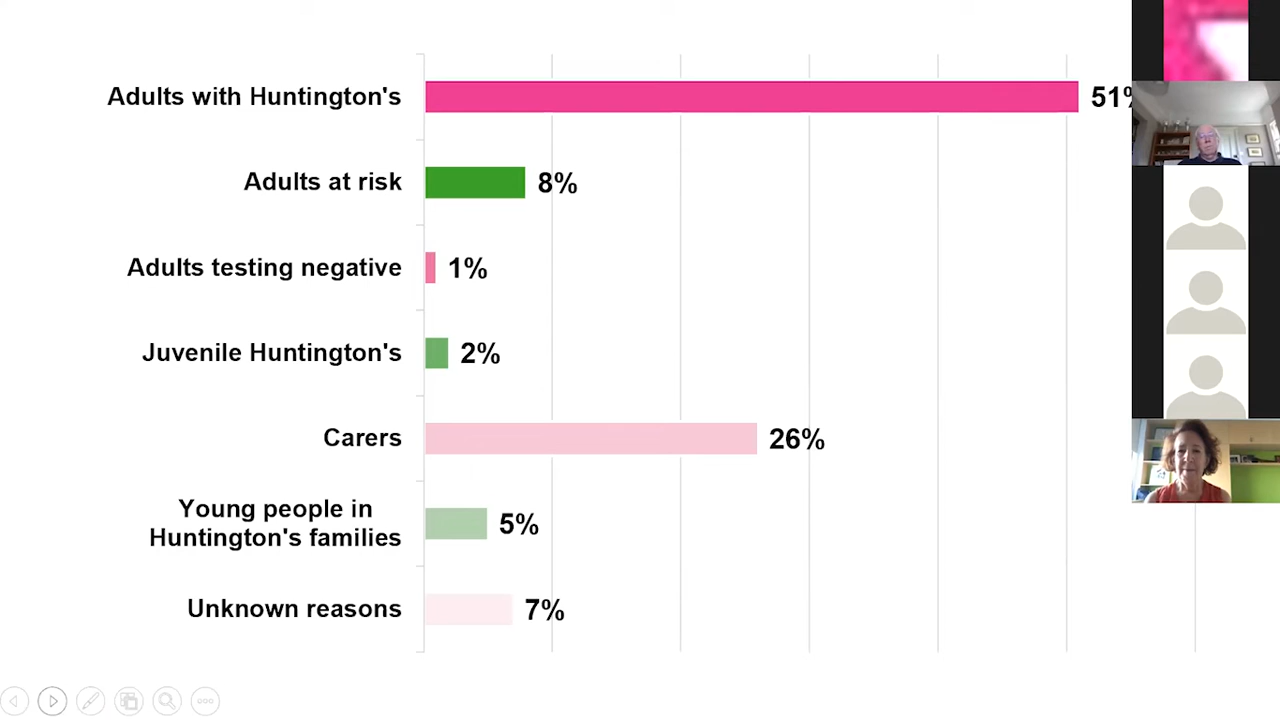 Adults with Huntington's
51%
Adults at risk
8%
Adults testing negative
1%
Juvenile Huntington's
2%
Carers
26%
Young people in
Huntington's families
5%
Unknown reasons
7%